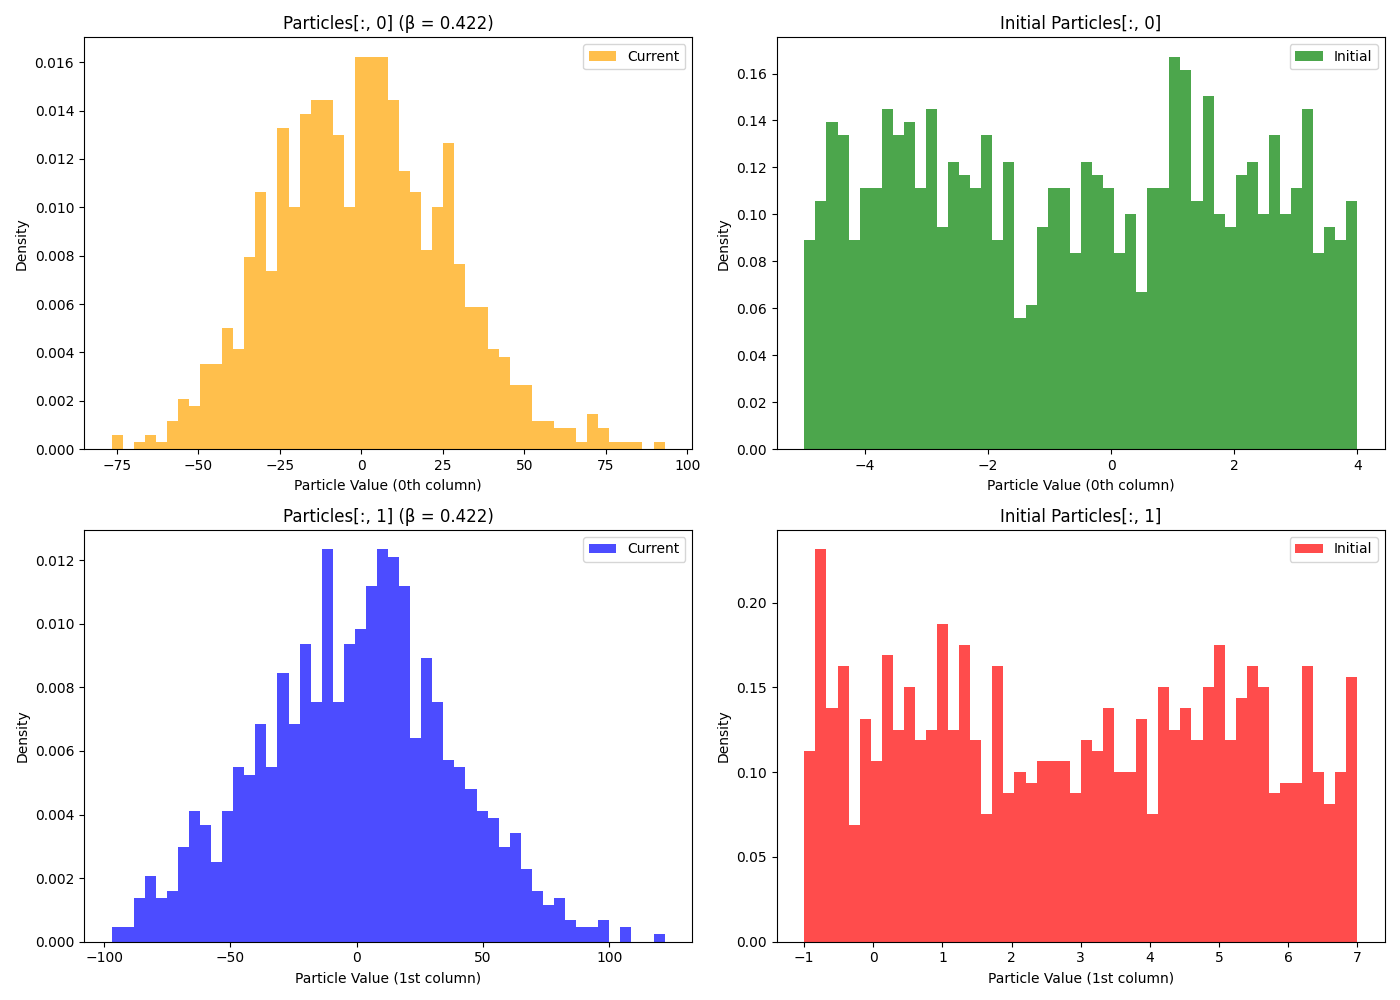 Particles[:, 0] (β = 0.422)
Current
Density
0.016
0.014
0.012
0.010
0.008
0.006
0.004
0.002
0.000
−75 −50 −25 0 25 50 75 100
Particle Value (0th column)
Initial Particles[:, 0]
Initial
Density
0.16
0.14
0.12
0.10
0.08
0.06
0.04
0.02
0.00
−4 −2 0 2 4
Particle Value (0th column)
Particles[:, 1] (β = 0.422)
Current
Density
0.012
0.010
0.008
0.006
0.004
0.002
0.000
−100 −50 0 50 100
Particle Value (1st column)
Initial Particles[:, 1]
Initial
Density
0.20
0.15
0.10
0.05
0.00
−1 0 1 2 3 4 5 6 7
Particle Value (1st column)